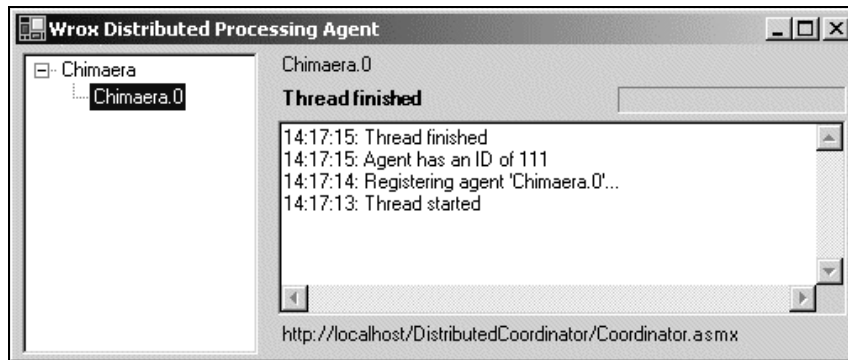 Wrox Distributed Processing Agent
Chimaera
Chimaera.0
Chimaera.0
Thread finished
14:17:15: Thread finished
14:17:15: Agent has an ID of 111
14:17:14: Registering agent 'Chimaera.0'...
14:17:13: Thread started
http://localhost/DistributedCoordinator/Coordinator.asmx